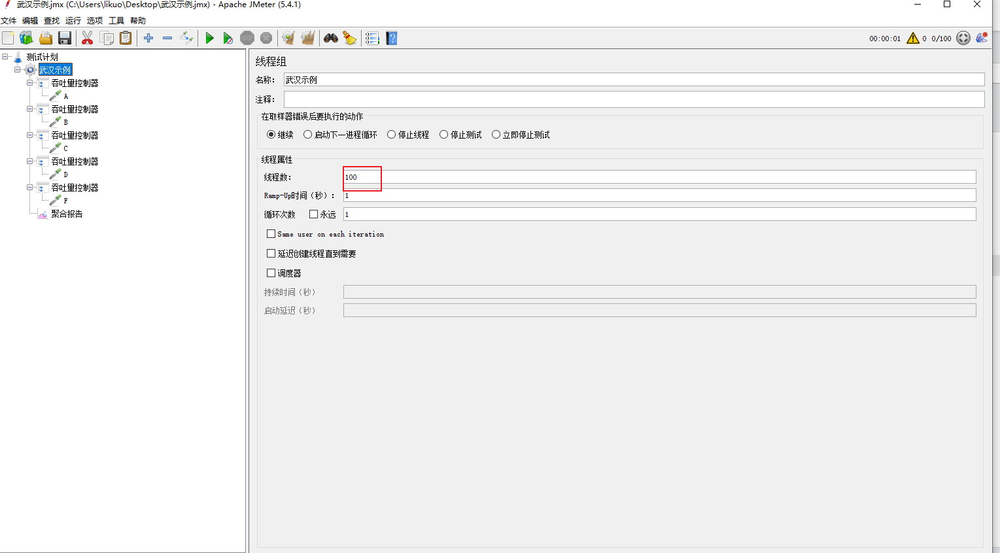 武汉示例.jmx (C:\Users\likuo\Desktop\武汉示例.jmx) - Apache JMeter (5.4.1)
文件 编辑 查找 运行 选项 工具 帮助
00:00:01 0 0/100
测试计划
武汉示例
吞吐量控制器
A
吞吐量控制器
B
吞吐量控制器
C
吞吐量控制器
D
吞吐量控制器
F
聚合报告
线程组
名称： 武汉示例
注释：
在取样器错误后要执行的动作
继续 启动下一进程循环 停止线程 停止测试 立即停止测试
线程属性
线程数： 100
Ramp-Up时间（秒）： 1
循环次数 永远 1
Same user on each iteration
延迟创建线程直到需要
调度器
持续时间（秒）
启动延迟（秒）